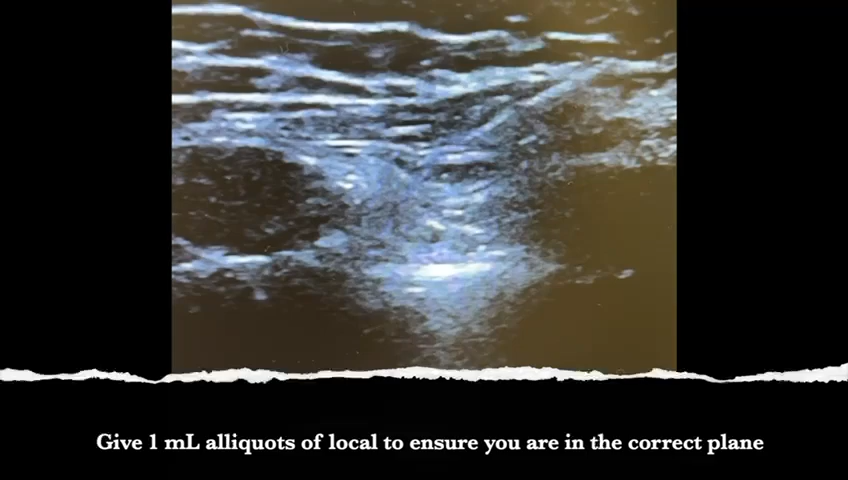 Give 1 mL alliquots of local to ensure you are in the correct plane